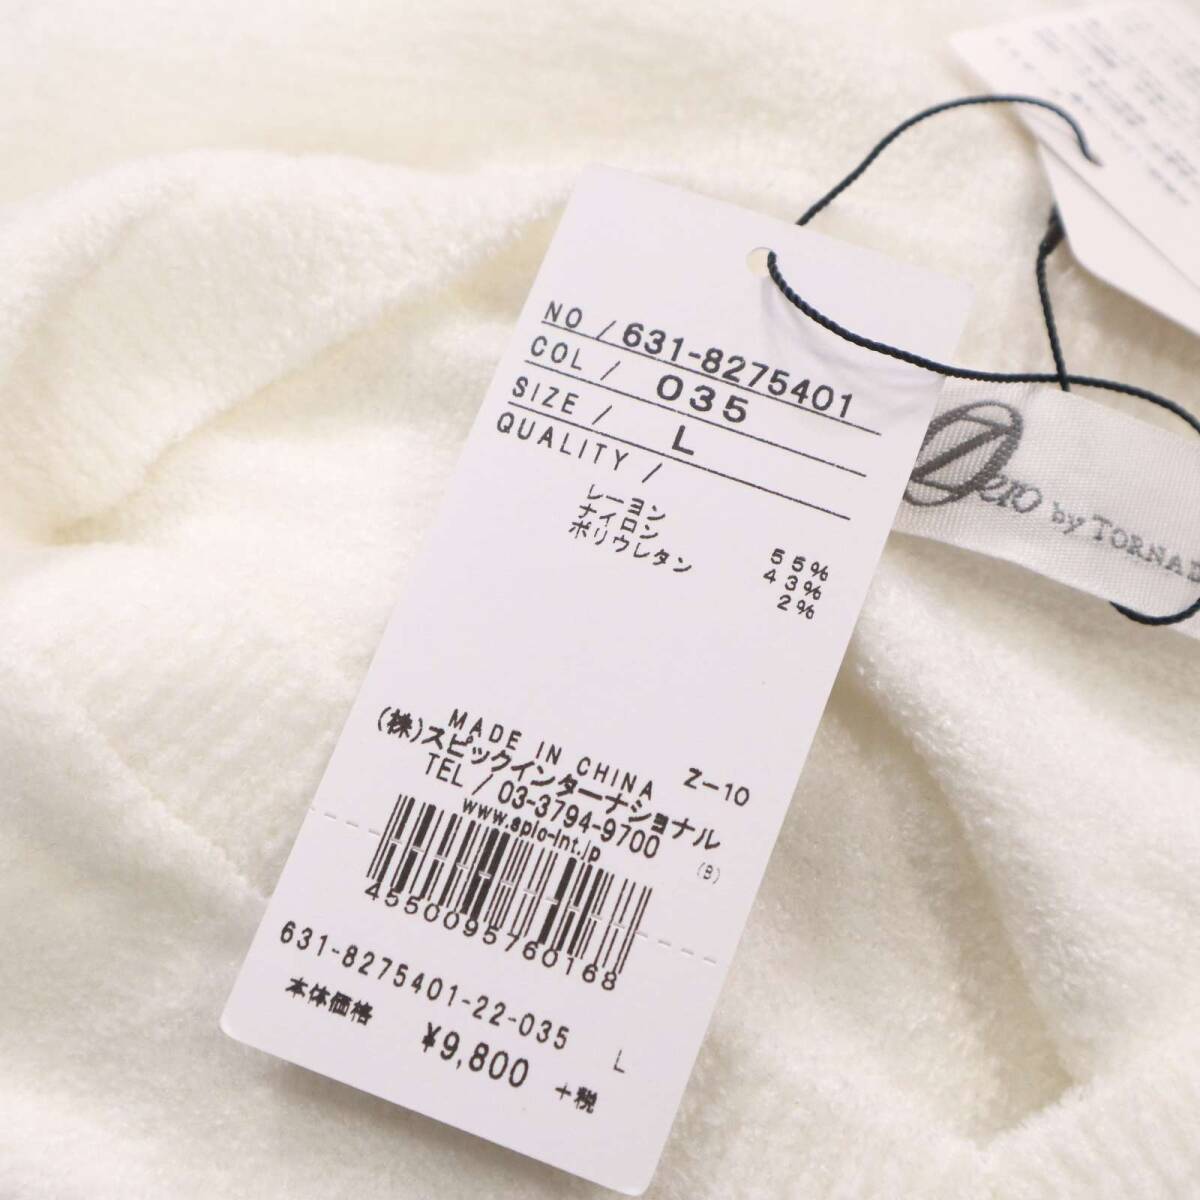 NO / 631-8275401
COL / 035
SIZE / L
QUALITY /
レーヨン 55%
ナイロン 43%
ポリウレタン 2%
MADE IN CHINA Z-10
(株)スピックインターナショナル
TEL / 03-3794-9700
www.spic-int.jp (B)
4550095760168
631-8275401-22-035 L
本体価格 ¥9,800 +税
Zero by TORNAD